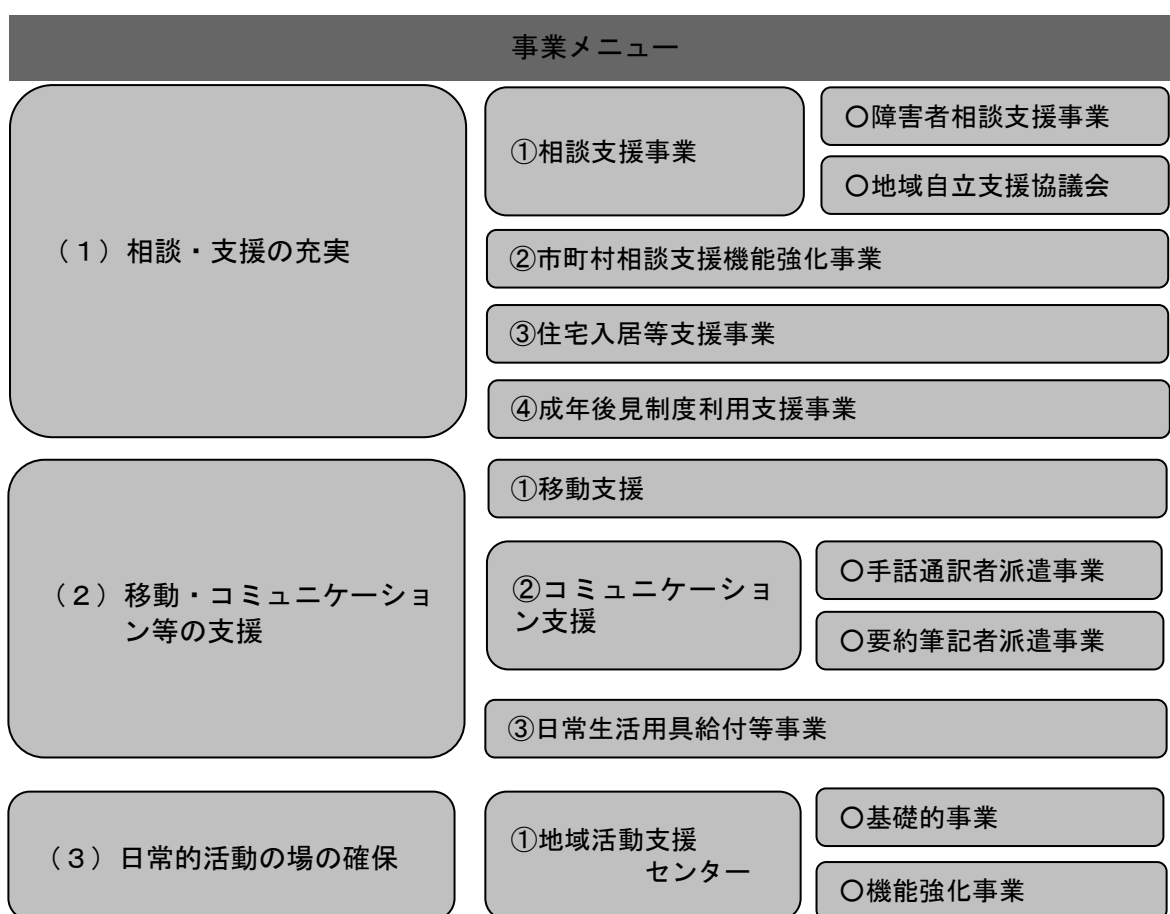 事業メニュー
（１）相談・支援の充実
①相談支援事業
〇障害者相談支援事業
〇地域自立支援協議会
②市町村相談支援機能強化事業
③住宅入居等支援事業
④成年後見制度利用支援事業
（２）移動・コミュニケーショ
ン等の支援
①移動支援
②コミュニケーショ
ン支援
〇手話通訳者派遣事業
〇要約筆記者派遣事業
③日常生活用具給付等事業
（３）日常的活動の場の確保
①地域活動支援
センター
〇基礎的事業
〇機能強化事業